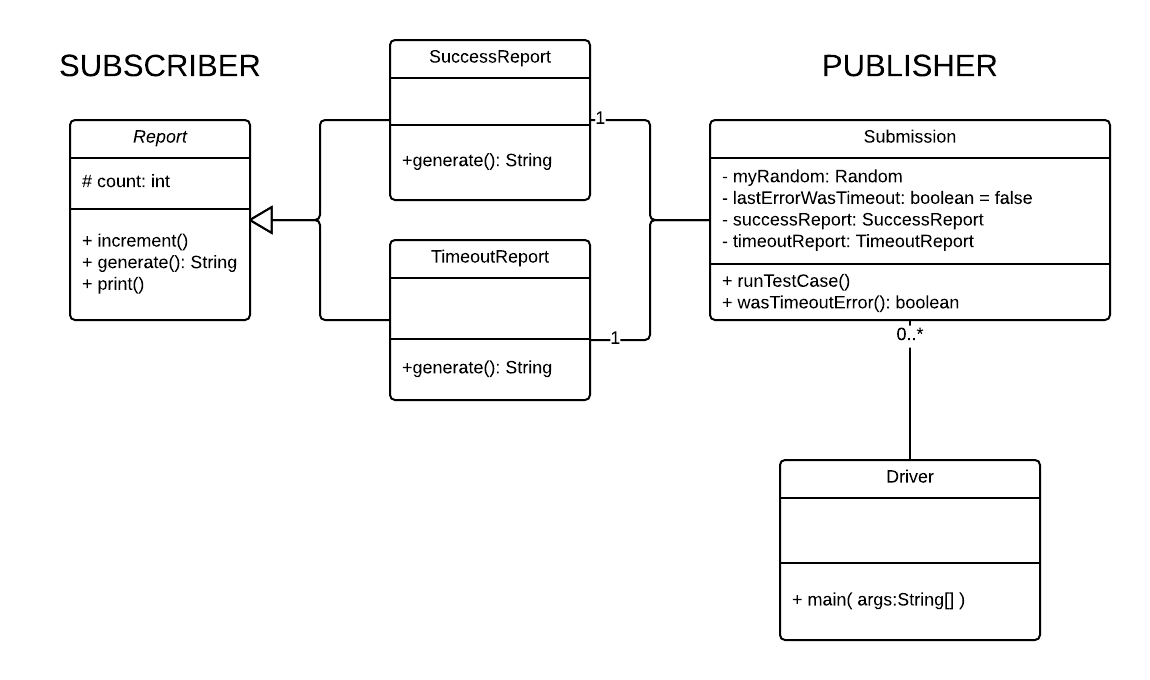 SUBSCRIBER
PUBLISHER
Report
# count: int
+ increment()
+ generate(): String
+ print()
SuccessReport
+generate(): String
1
TimeoutReport
+generate(): String
1
Submission
- myRandom: Random
- lastErrorWasTimeout: boolean = false
- successReport: SuccessReport
- timeoutReport: TimeoutReport
+ runTestCase()
+ wasTimeoutError(): boolean
0..*
Driver
+ main( args:String[] )